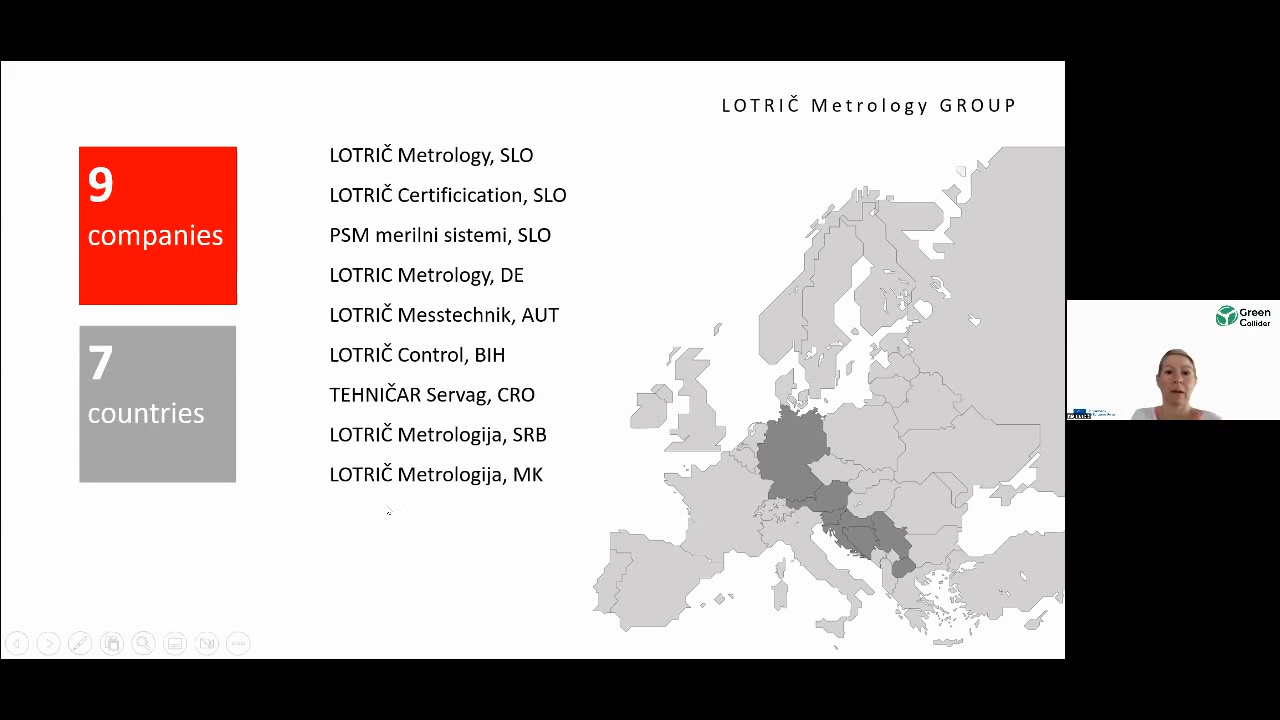 LOTRIČ Metrology GROUP
9
companies
7
countries
LOTRIČ Metrology, SLO
LOTRIČ Certificication, SLO
PSM merilni sistemi, SLO
LOTRIC Metrology, DE
LOTRIČ Messtechnik, AUT
LOTRIČ Control, BIH
TEHNIČAR Servag, CRO
LOTRIČ Metrologija, SRB
LOTRIČ Metrologija, MK
Green
Collider